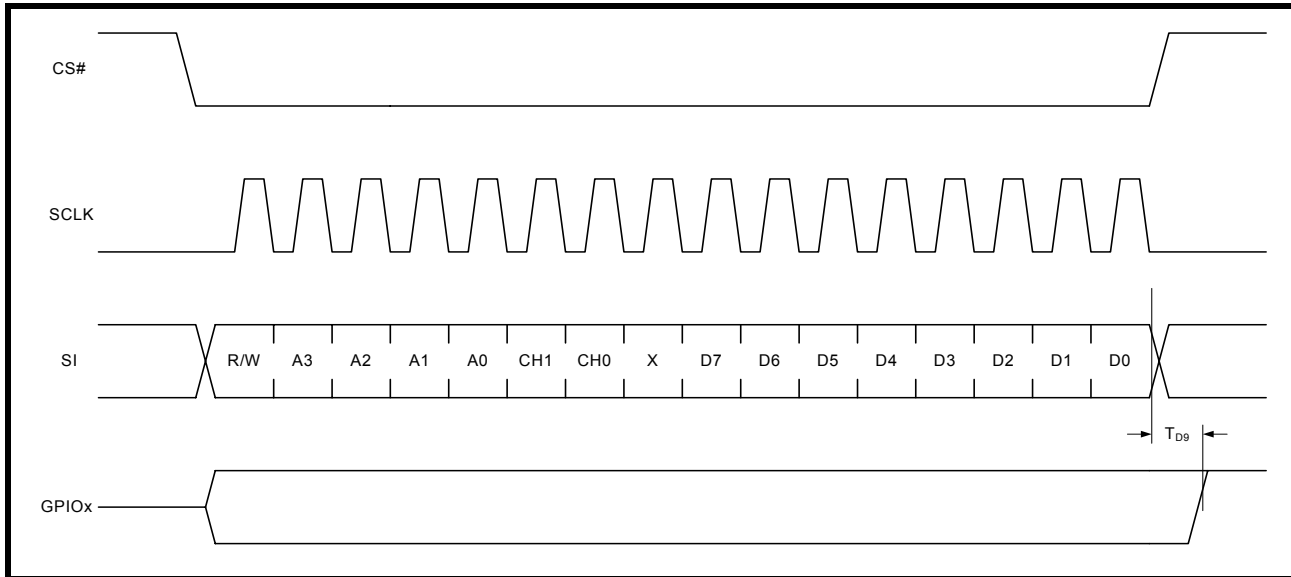 CS#
SCLK
SI R/W A3 A2 A1 A0 CH1 CH0 X D7 D6 D5 D4 D3 D2 D1 D0
TD9
GPIOx